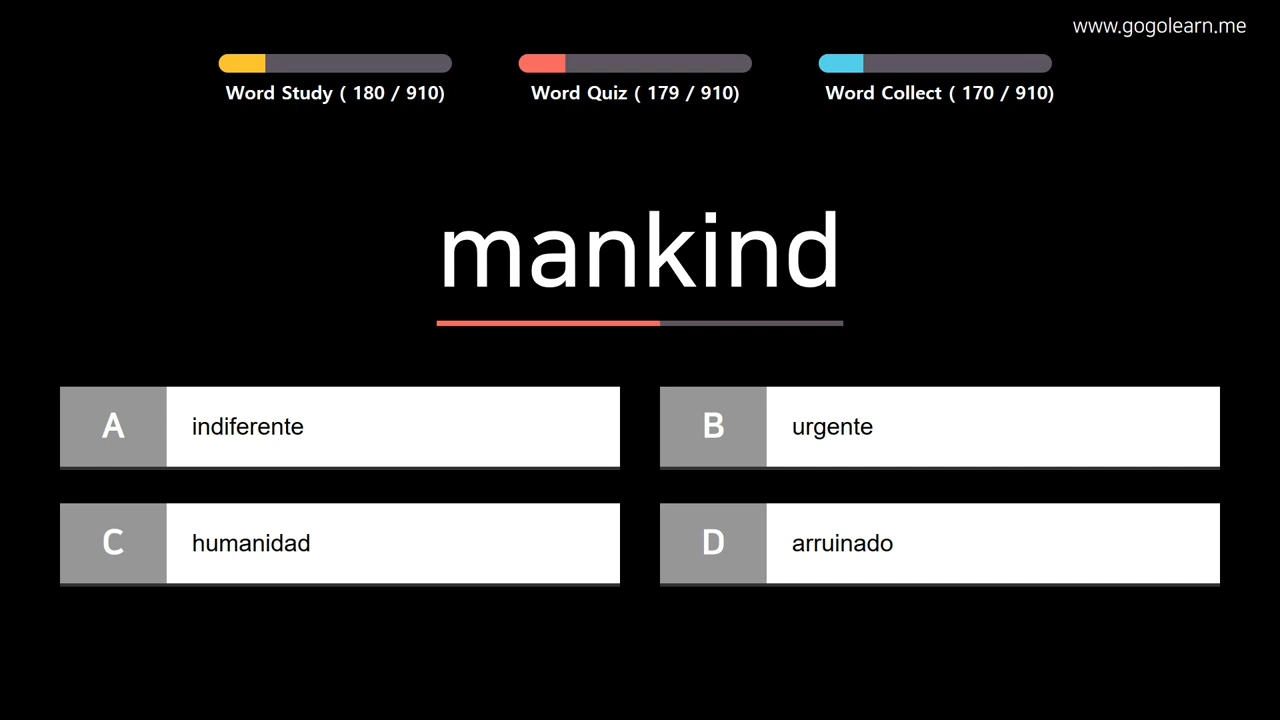 www.gogolearn.me
Word Study ( 180 / 910)
Word Quiz ( 179 / 910)
Word Collect ( 170 / 910)
mankind
A
indiferente
B
urgente
C
humanidad
D
arruinado